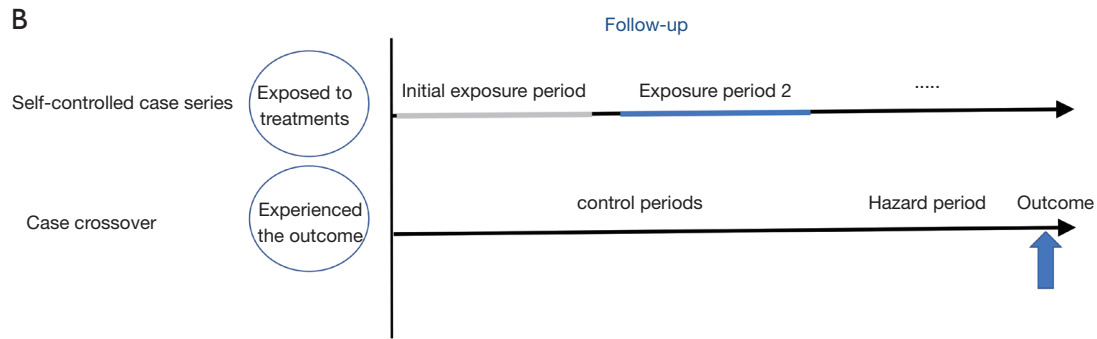 B
Follow-up
Self-controlled case series
Exposed to
treatments
Initial exposure period
Exposure period 2
.....
Case crossover
Experienced
the outcome
control periods
Hazard period
Outcome